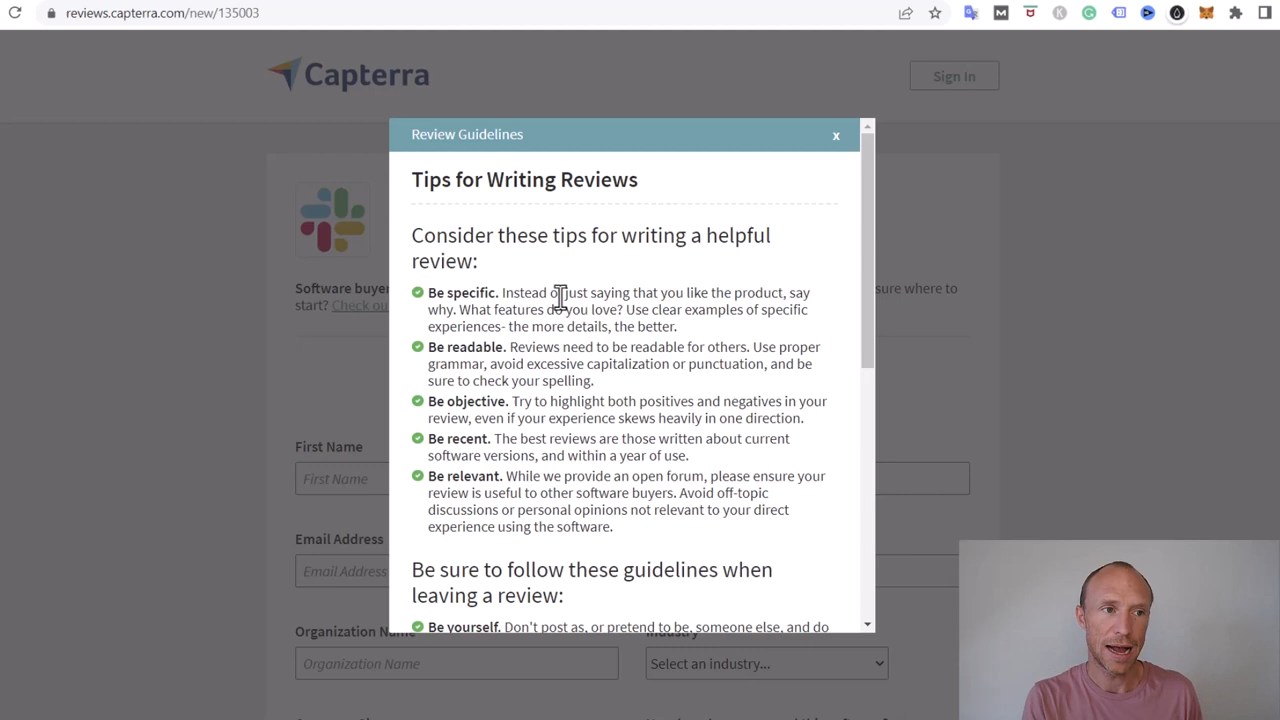 reviews.capterra.com/new/135003
Capterra
Sign in
Review Guidelines
x
Tips for Writing Reviews
Consider these tips for writing a helpful
review:
Be specific. Instead of just saying that you like the product, say
why. What features do you love? Use clear examples of specific
experiences- the more details, the better.
Be readable. Reviews need to be readable for others. Use proper
grammar, avoid excessive capitalization or punctuation, and be
sure to check your spelling.
Be objective. Try to highlight both positives and negatives in your
review, even if your experience skews heavily in one direction.
Be recent. The best reviews are those written about current
software versions, and within a year of use.
Be relevant. While we provide an open forum, please ensure your
review is useful to other software buyers. Avoid off-topic
discussions or personal opinions not relevant to your direct
experience using the software.
Be sure to follow these guidelines when
leaving a review:
Be yourself. Don't post as, or pretend to be, someone else, and do
Software buyers
where to
start? Check out
First Name
First Name
Email Address
Email Address
Organization Name
Industry
Organization Name
Select an industry...